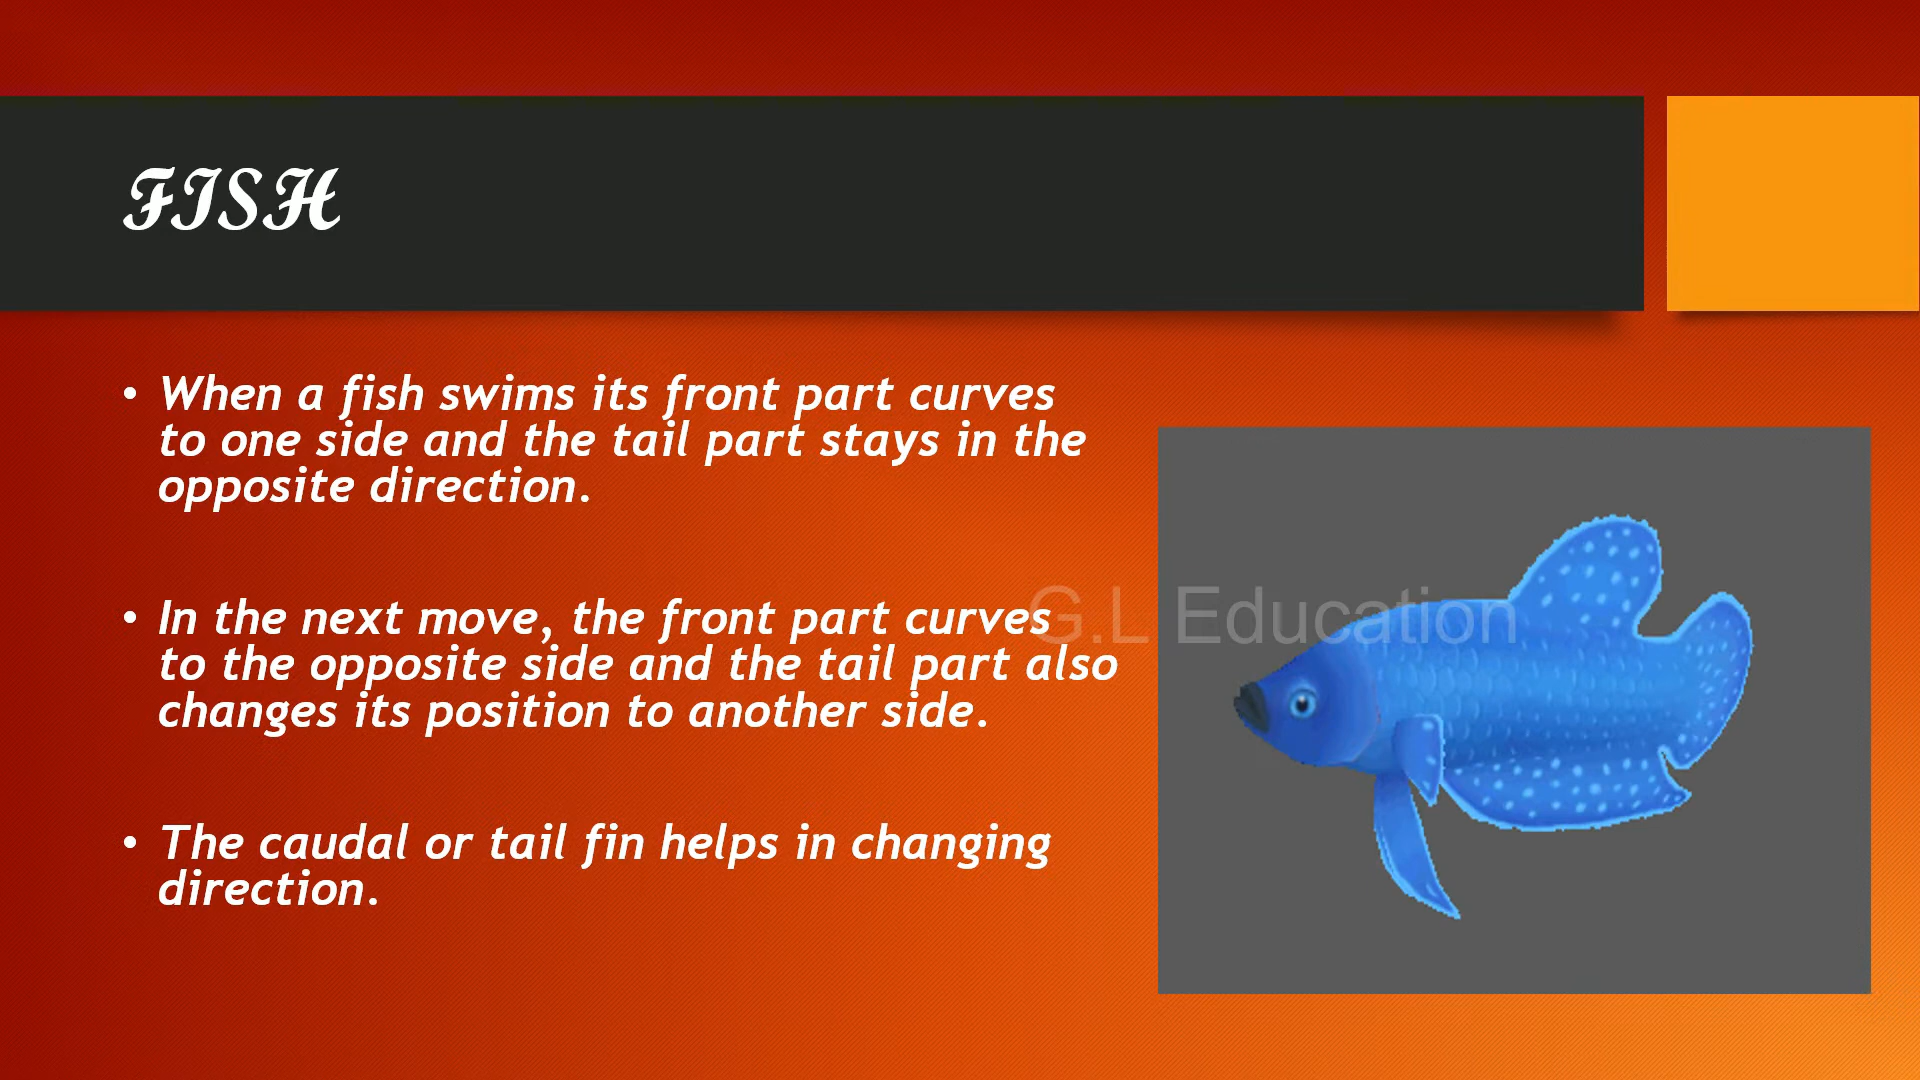 FISH
• When a fish swims its front part curves
to one side and the tail part stays in the
opposite direction.
• In the next move, the front part curves
to the opposite side and the tail part also
changes its position to another side.
• The caudal or tail fin helps in changing
direction.
G.L Education